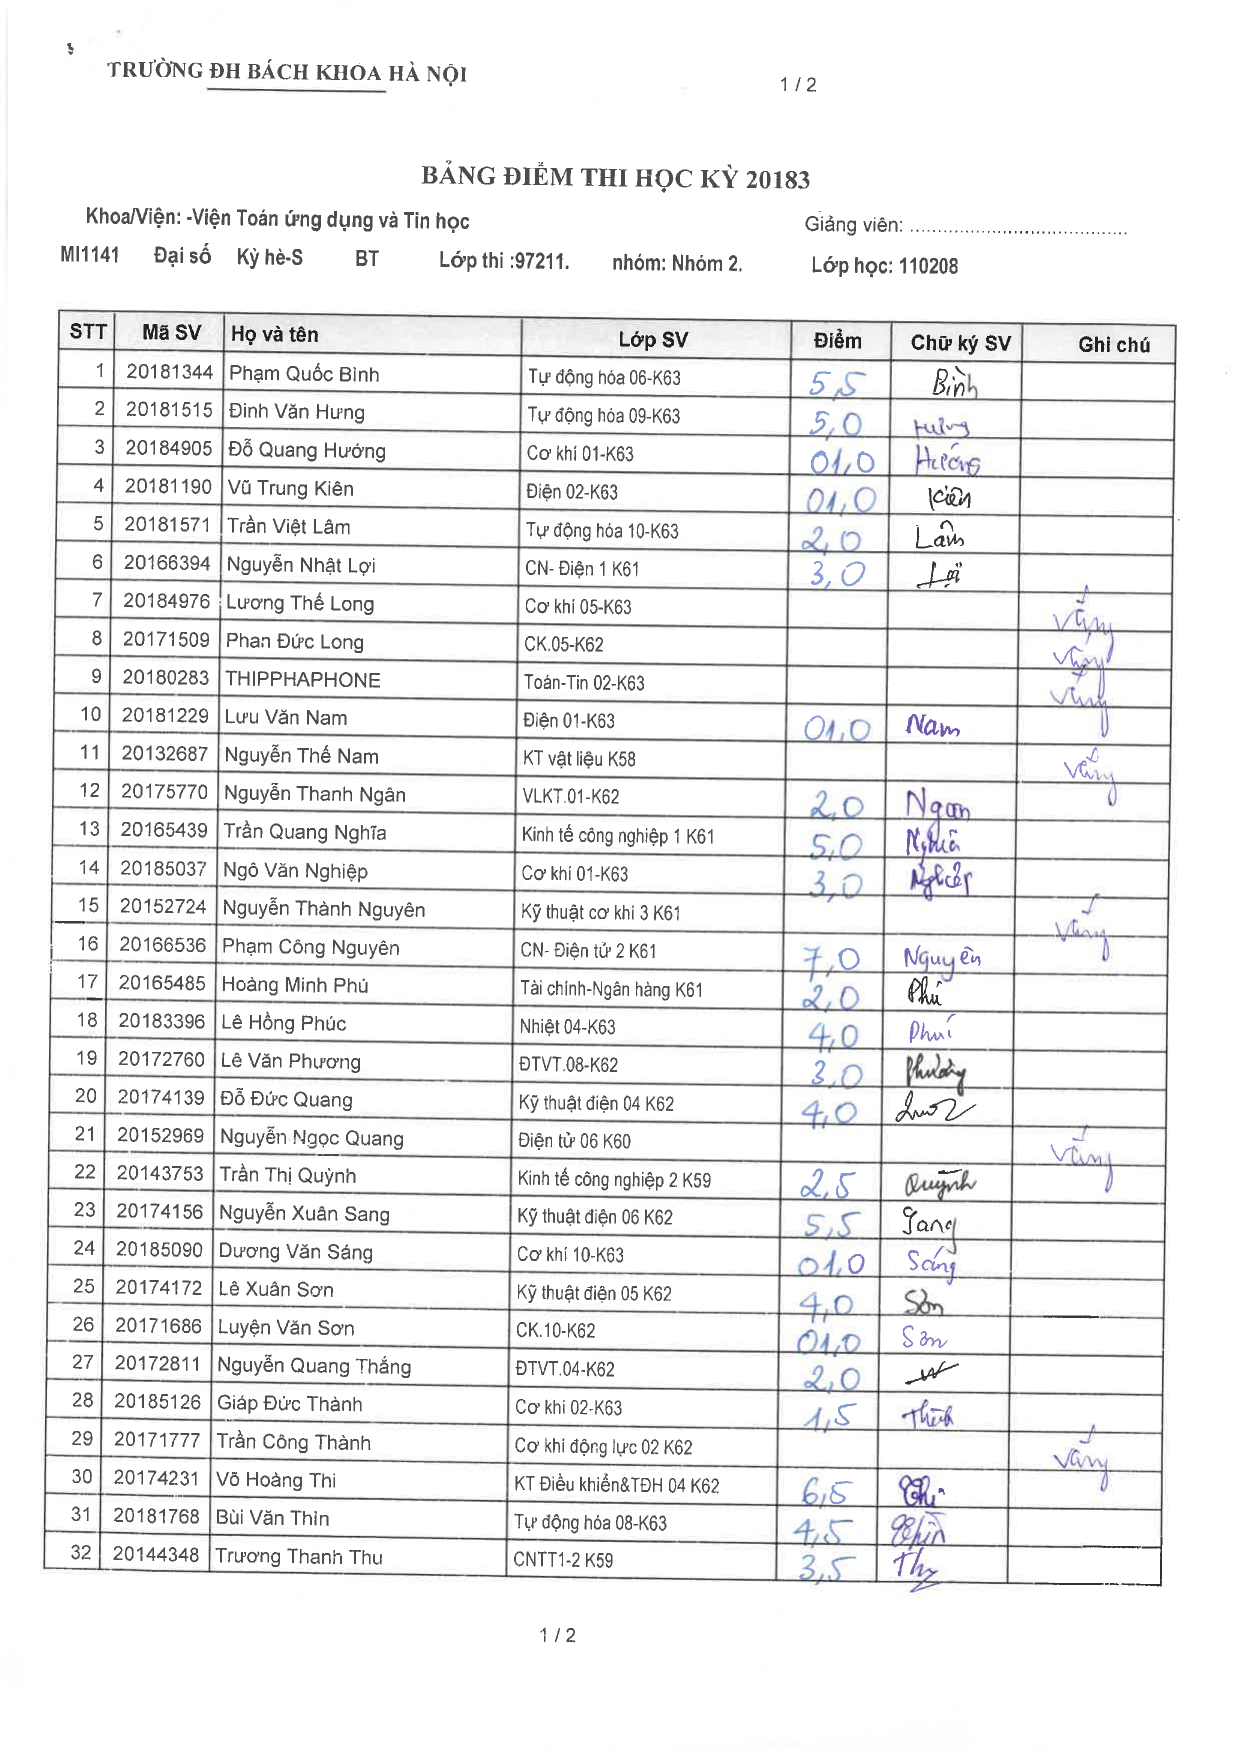 TRƯỜNG ĐH BÁCH KHOA HÀ NỘI
1 / 2
BẢNG ĐIỂM THI HỌC KỲ 20183
Khoa/Viện: -Viện Toán ứng dụng và Tin học Giảng viên: ........................................
MI1141 Đại số Kỳ hè-S BT Lớp thi :97211. nhóm: Nhóm 2. Lớp học: 110208
STT Mã SV Họ và tên Lớp SV Điểm Chữ ký SV Ghi chú
1 20181344 Phạm Quốc Bình Tự động hóa 06-K63 5,5 Bình
2 20181515 Đinh Văn Hưng Tự động hóa 09-K63 5,0 Hưng
3 20184905 Đỗ Quang Hướng Cơ khí 01-K63 01,0 Hướng
4 20181190 Vũ Trung Kiên Điện 02-K63 01,0 Kiên
5 20181571 Trần Việt Lâm Tự động hóa 10-K63 2,0 Lâm
6 20166394 Nguyễn Nhật Lợi CN- Điện 1 K61 3,0 Lợi
7 20184976 Lương Thế Long Cơ khí 05-K63 vắng
8 20171509 Phan Đức Long CK.05-K62 vắng
9 20180283 THIPPHAPHONE Toán-Tin 02-K63 vắng
10 20181229 Lưu Văn Nam Điện 01-K63 01,0 Nam
11 20132687 Nguyễn Thế Nam KT vật liệu K58 vắng
12 20175770 Nguyễn Thanh Ngân VLKT.01-K62 2,0 Ngan
13 20165439 Trần Quang Nghĩa Kinh tế công nghiệp 1 K61 5,0 Nghĩa
14 20185037 Ngô Văn Nghiệp Cơ khí 01-K63 3,0
15 20152724 Nguyễn Thành Nguyên Kỹ thuật cơ khí 3 K61 vắng
16 20166536 Phạm Công Nguyên CN- Điện tử 2 K61 7,0 Nguyên
17 20165485 Hoàng Minh Phú Tài chính-Ngân hàng K61 2,0 Phú
18 20183396 Lê Hồng Phúc Nhiệt 04-K63 4,0
19 20172760 Lê Văn Phương ĐTVT.08-K62 3,0 Phương
20 20174139 Đỗ Đức Quang Kỹ thuật điện 04 K62 4,0
21 20152969 Nguyễn Ngọc Quang Điện tử 06 K60 vắng
22 20143753 Trần Thị Quỳnh Kinh tế công nghiệp 2 K59 2,5 Quỳnh
23 20174156 Nguyễn Xuân Sang Kỹ thuật điện 06 K62 5,5 Sang
24 20185090 Dương Văn Sáng Cơ khí 10-K63 01,0 Sáng
25 20174172 Lê Xuân Sơn Kỹ thuật điện 05 K62 4,0 Sơn
26 20171686 Luyện Văn Sơn CK.10-K62 01,0 Sơn
27 20172811 Nguyễn Quang Thắng ĐTVT.04-K62 2,0
28 20185126 Giáp Đức Thành Cơ khí 02-K63 1,5
29 20171777 Trần Công Thành Cơ khí động lực 02 K62 vắng
30 20174231 Võ Hoàng Thi KT Điều khiển&TĐH 04 K62 6,5 Thi
31 20181768 Bùi Văn Thìn Tự động hóa 08-K63 4,5 Thìn
32 20144348 Trương Thanh Thu CNTT1-2 K59 3,5 Thu
1 / 2